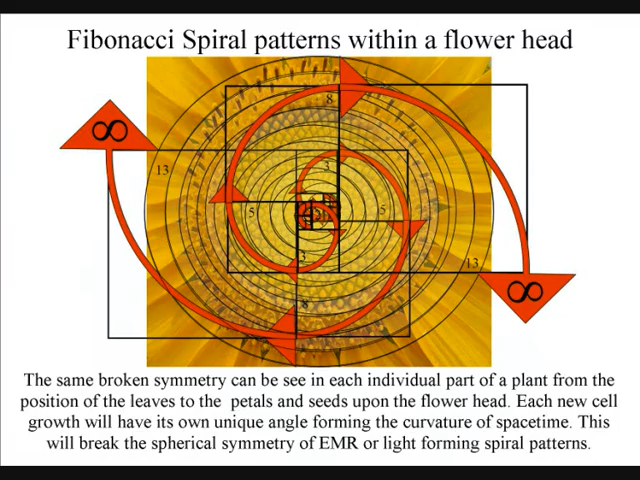 Fibonacci Spiral patterns within a flower head
8
∞
13
3
5
5
3
13
∞
8
The same broken symmetry can be see in each individual part of a plant from the
position of the leaves to the petals and seeds upon the flower head. Each new cell
growth will have its own unique angle forming the curvature of spacetime. This
will break the spherical symmetry of EMR or light forming spiral patterns.